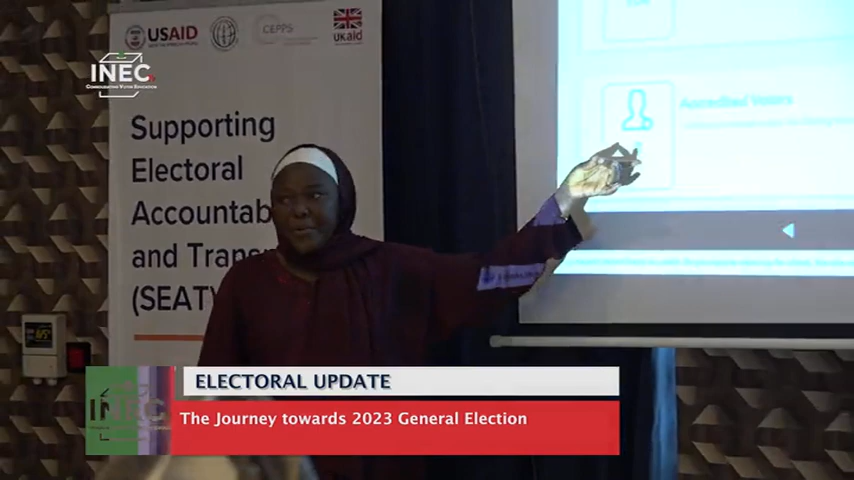 USAID
CEPPS
UKaid
INEC
Supporting
Electoral
Accountab
and Trans
(SEATY
Accredited Voters
ELECTORAL UPDATE
INEC
The Journey towards 2023 General Election